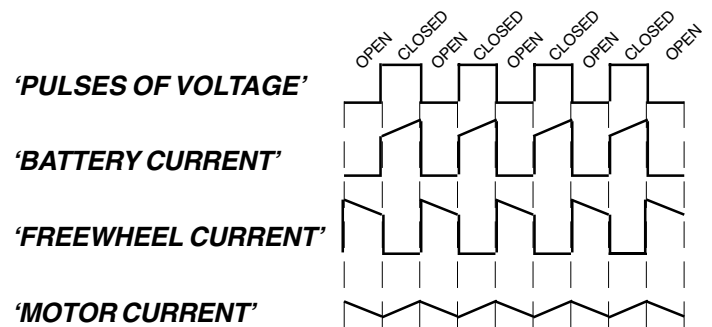 OPEN CLOSED OPEN CLOSED OPEN CLOSED OPEN CLOSED OPEN
‘PULSES OF VOLTAGE’
‘BATTERY CURRENT’
‘FREEWHEEL CURRENT’
‘MOTOR CURRENT’